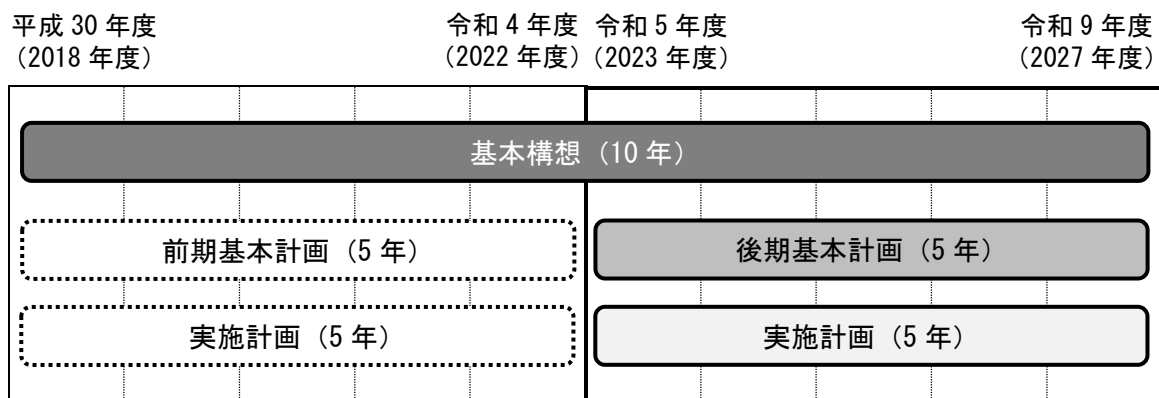 平成 30 年度 令和 4 年度 令和 5 年度 令和 9 年度
(2018 年度) (2022 年度) (2023 年度) (2027 年度)
基本構想（10 年）
前期基本計画（5 年） 後期基本計画（5 年）
実施計画（5 年） 実施計画（5 年）